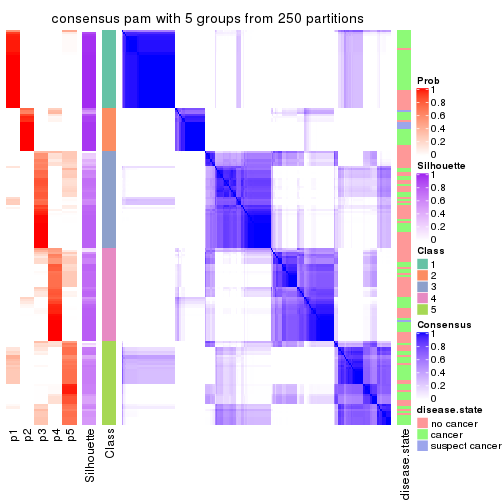 consensus pam with 5 groups from 250 partitions
Prob
1
0.8
0.6
0.4
0.2
0
Silhouette
1
0.8
0.6
0.4
0.2
0
Class
1
2
3
4
5
Consensus
1
0.8
0.6
0.4
0.2
0
disease.state
no cancer
cancer
suspect cancer
p1
p2
p3
p4
p5
Silhouette
Class
disease.state